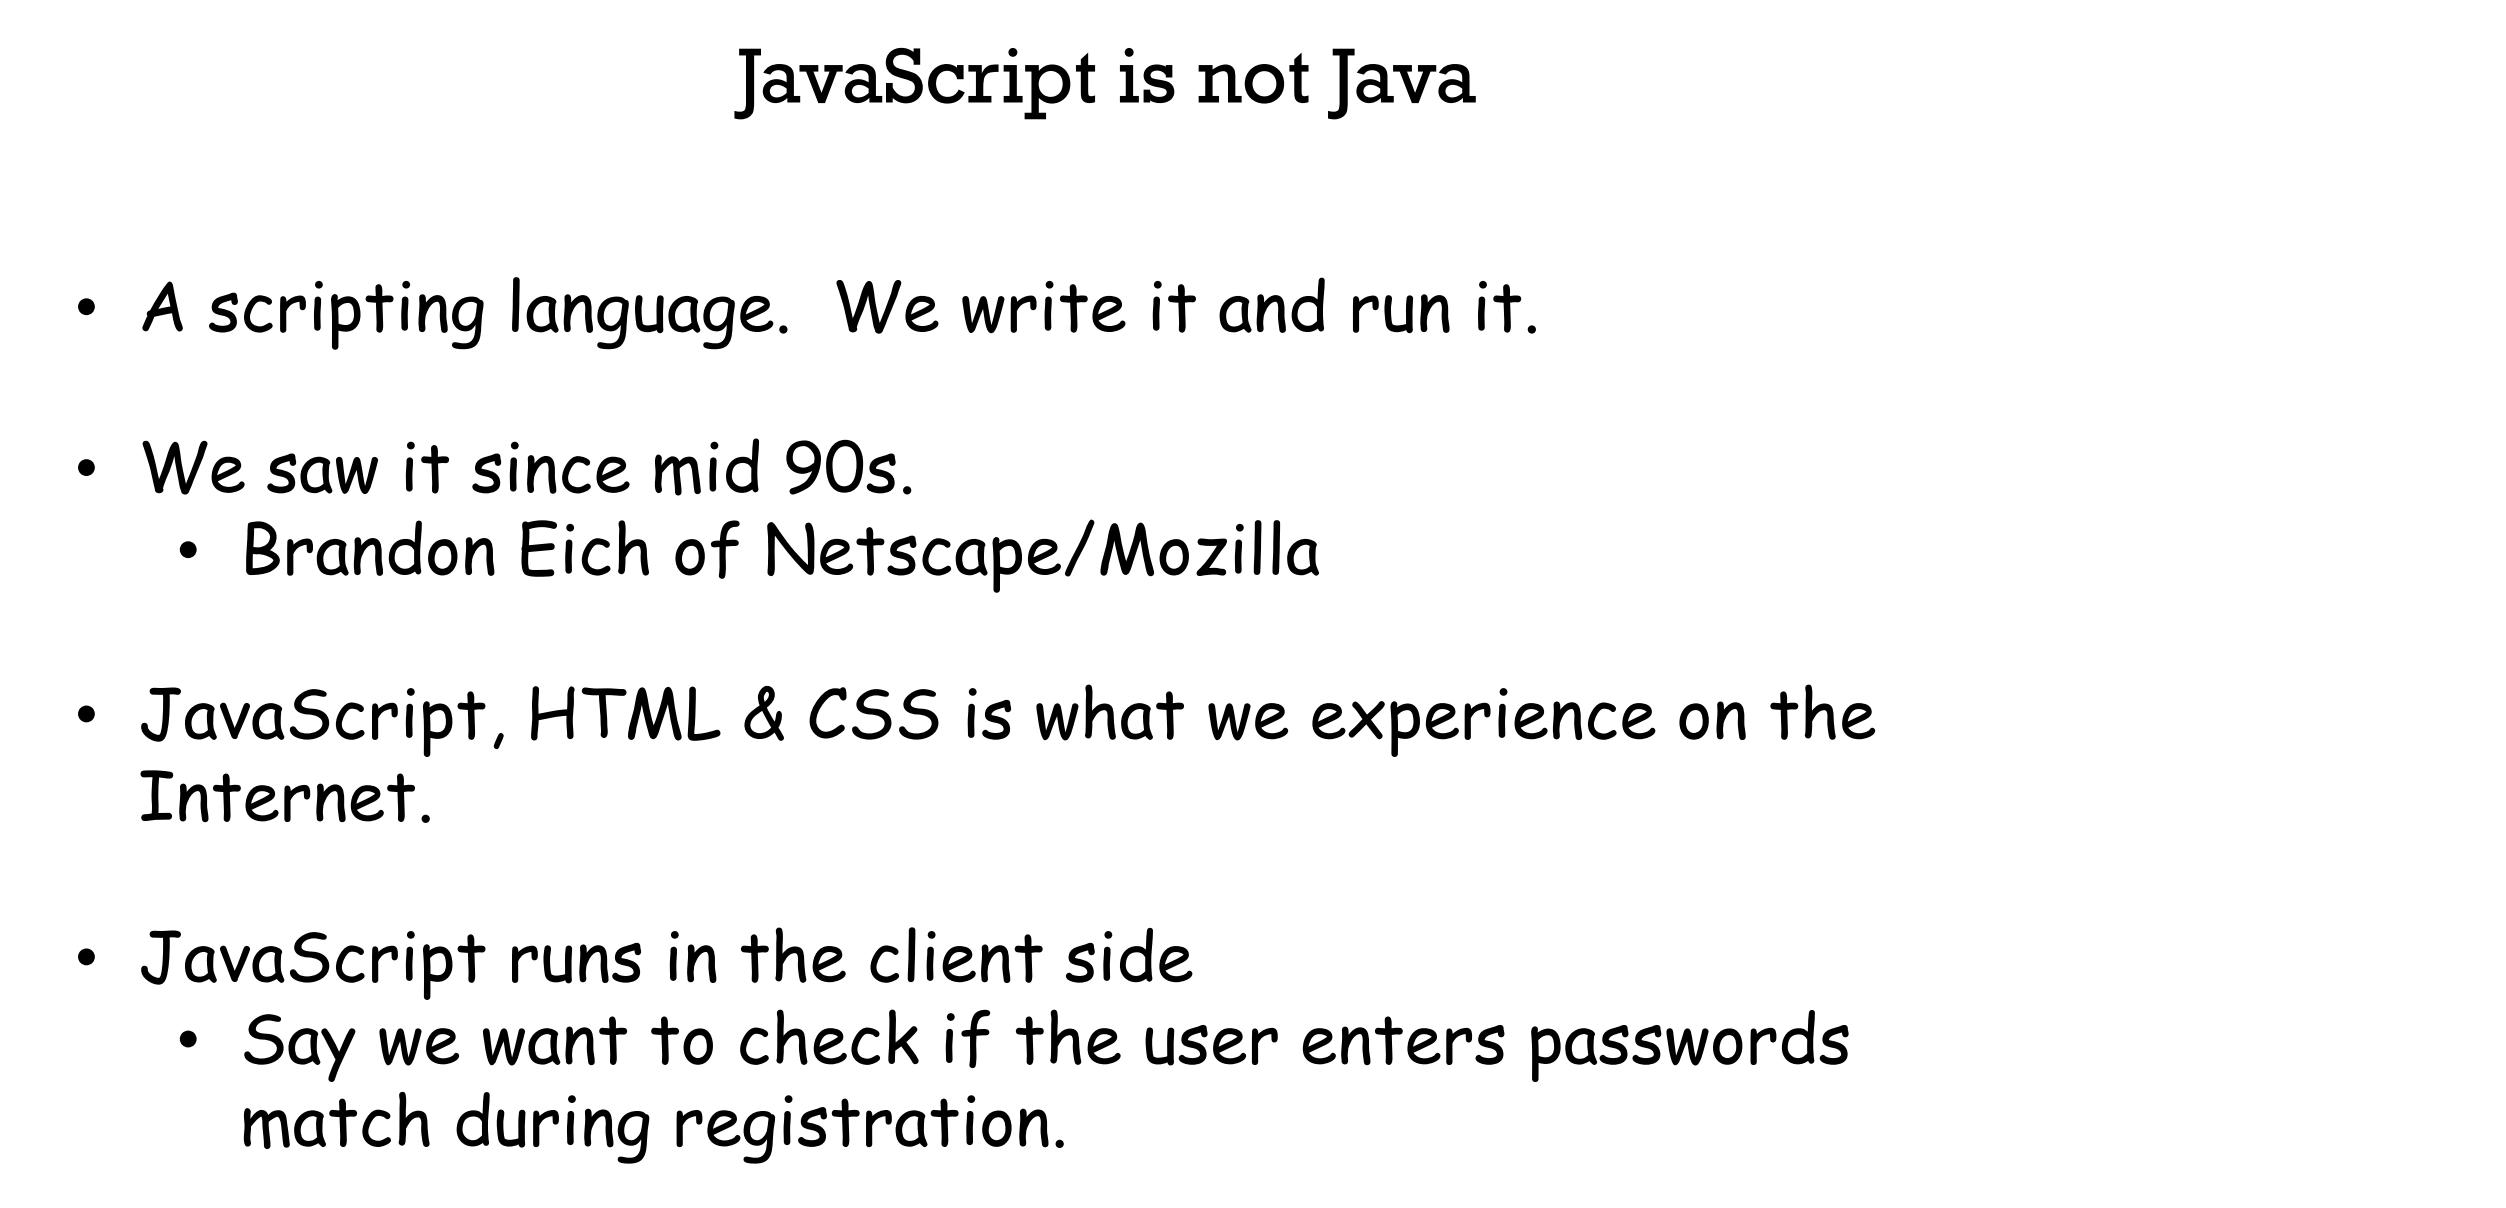 JavaScript is not Java
• A scripting language. We write it and run it.
• We saw it since mid 90s.
• Brandon Eich of Netscape/Mozilla
• JavaScript, HTML & CSS is what we experience on the
Internet.
• JavaScript runs in the client side
• Say we want to check if the user enters passwords
match during registration.